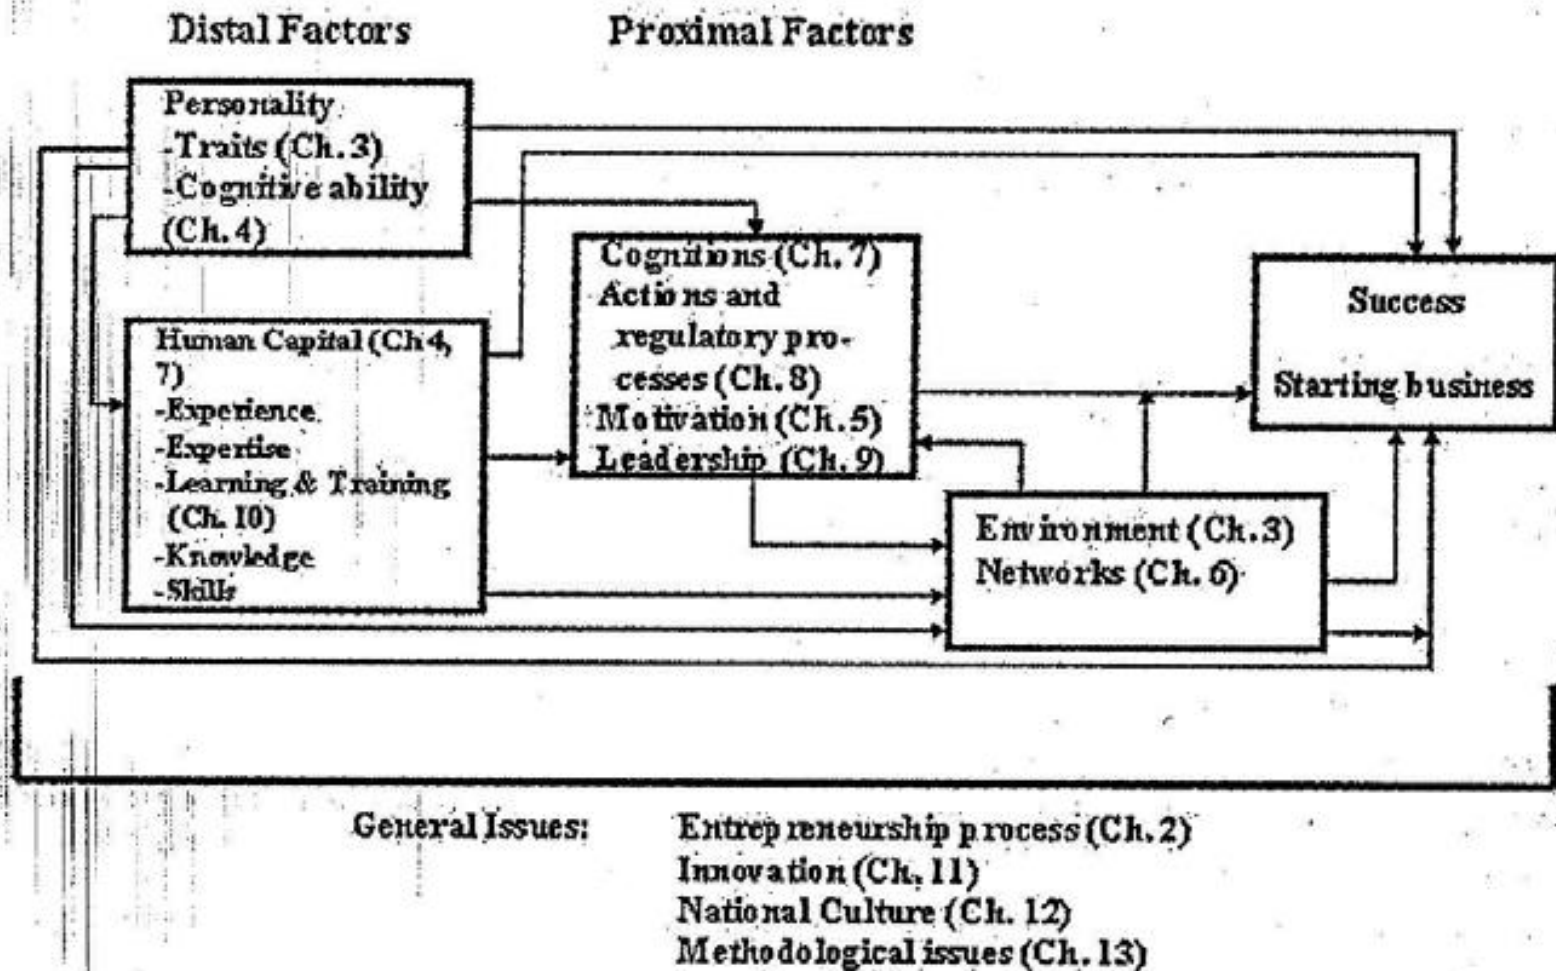 Distal Factors
Proximal Factors
Personality
-Traits (Ch. 3)
-Cognitive ability
(Ch. 4)
Human Capital (Ch 4,
7)
-Experience
-Expertise
-Learning & Training
(Ch. 10)
-Knowledge
-Skills
Cognitions (Ch. 7)
Actions and
regulatory pro-
cesses (Ch. 8)
Motivation (Ch. 5)
Leadership (Ch. 9)
Environment (Ch. 3)
Networks (Ch. 6)
Success
Starting business
General Issues:
Entrepreneurship process (Ch. 2)
Innovation (Ch. 11)
National Culture (Ch. 12)
Methodological issues (Ch. 13)